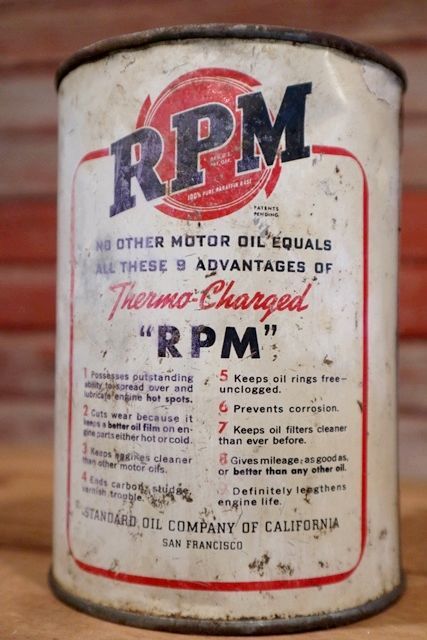 RPM
REG. U.S.
PAT. OFF.
100% PURE PARAFFIN BASE
PATENTS
PENDING
NO OTHER MOTOR OIL EQUALS
ALL THESE 9 ADVANTAGES OF
Thermo-Charged
"RPM"
1 Possesses outstanding
ability to spread over and
lubricate engine hot spots.
2 Cuts wear because it
keeps a better oil film on en-
gine parts either hot or cold.
3 Keeps engines cleaner
than other motor oils.
4 Ends carbon, sludge,
varnish trouble.
5 Keeps oil rings free—
unclogged.
6 Prevents corrosion.
7 Keeps oil filters cleaner
than ever before.
8 Gives mileage as good as,
or better than any other oil.
9 Definitely lengthens
engine life.
STANDARD OIL COMPANY OF CALIFORNIA
SAN FRANCISCO